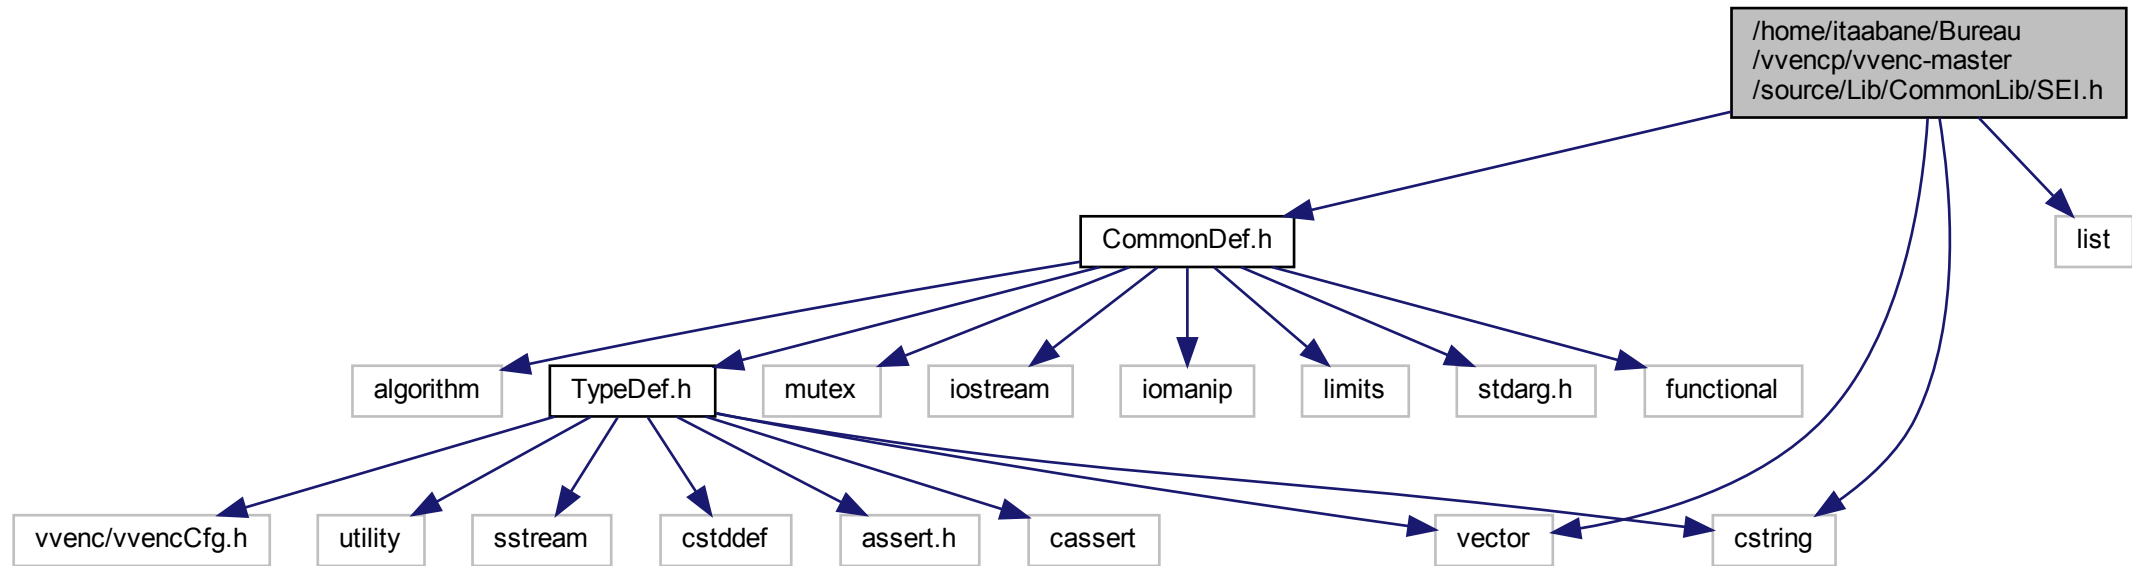 /home/itaabane/Bureau
/vvencp/vvenc-master
/source/Lib/CommonLib/SEI.h
CommonDef.h
list
algorithm
TypeDef.h
mutex
iostream
iomanip
limits
stdarg.h
functional
vvenc/vvencCfg.h
utility
sstream
cstddef
assert.h
cassert
vector
cstring